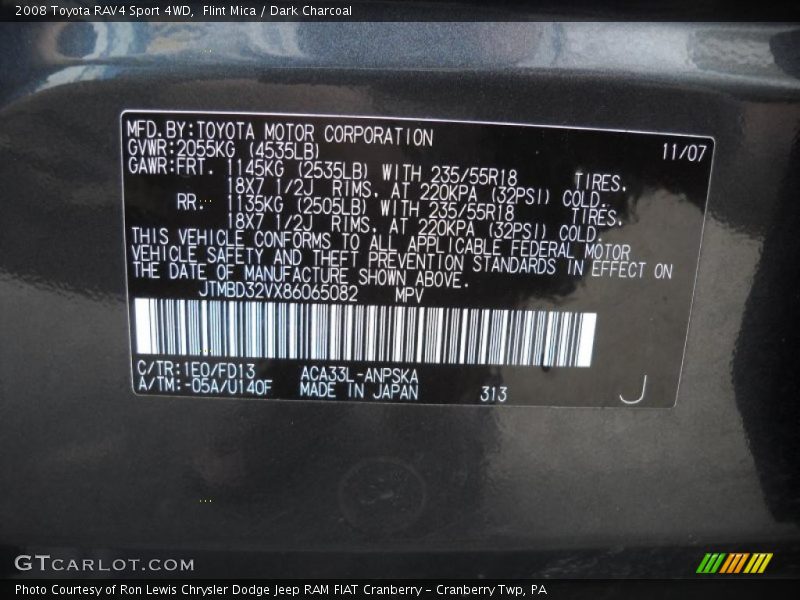 2008 Toyota RAV4 Sport 4WD, Flint Mica / Dark Charcoal
MFD.BY:TOYOTA MOTOR CORPORATION 11/07
GVWR:2055KG (4535LB)
GAWR:FRT. 1145KG (2535LB) WITH 235/55R18 TIRES.
18X7 1/2J RIMS. AT 220KPA (32PSI) COLD.
RR: 1135KG (2505LB) WITH 235/55R18 TIRES.
18X7 1/2J RIMS. AT 220KPA (32PSI) COLD
THIS VEHICLE CONFORMS TO ALL APPLICABLE FEDERAL MOTOR
VEHICLE SAFETY AND THEFT PREVENTION STANDARDS IN EFFECT ON
THE DATE OF MANUFACTURE SHOWN ABOVE.
JTMBD32VX86065082 MPV
C/TR:1E0/FD13 ACA33L-ANPSKA
A/TM:-05A/U140F MADE IN JAPAN 313 J
GTCARLOT.COM
Photo Courtesy of Ron Lewis Chrysler Dodge Jeep RAM FIAT Cranberry – Cranberry Twp, PA